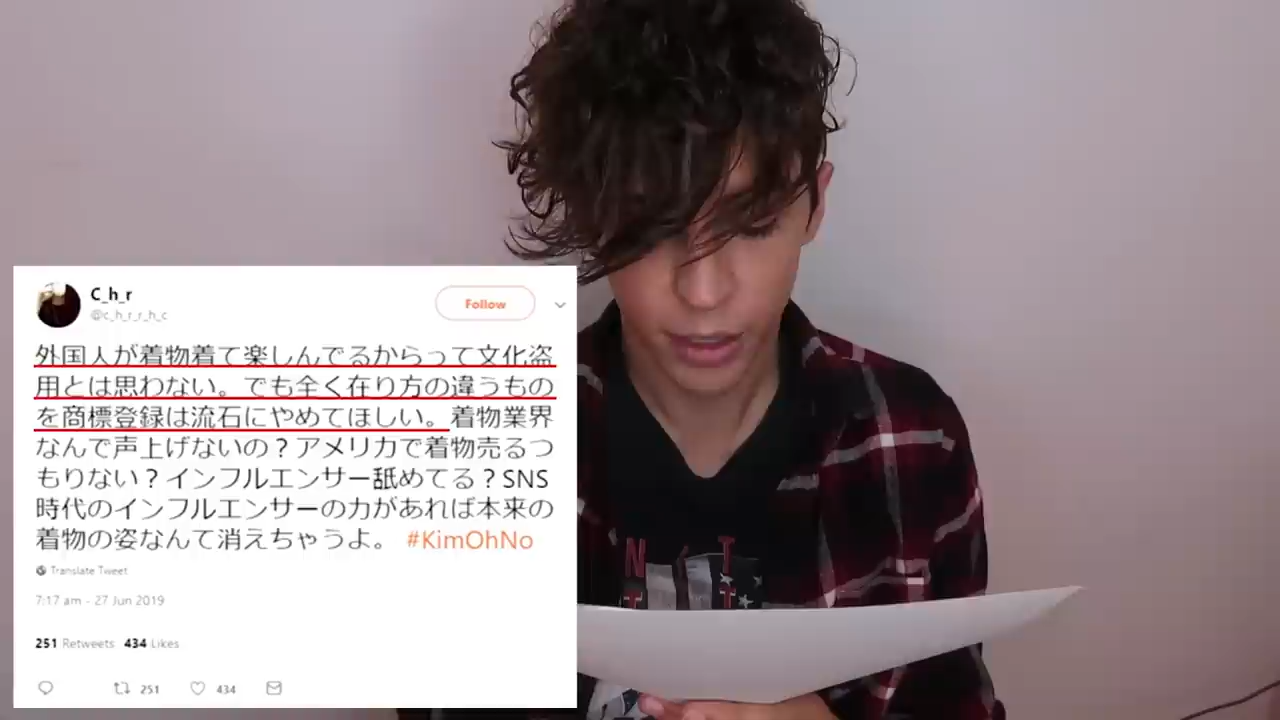 C_h_r
@c_h_r_r_h_c
Follow
外国人が着物着て楽しんでるからって文化盗
用とは思わない。でも全く在り方の違うもの
を商標登録は流石にやめてほしい。着物業界
なんで声上げないの？アメリカで着物売るつ
もりない？インフルエンサー舐めてる？SNS
時代のインフルエンサーの力があれば本来の
着物の姿なんて消えちゃうよ。 #KimOhNo
Translate Tweet
7:17 am - 27 Jun 2019
251 Retweets 434 Likes
251 434